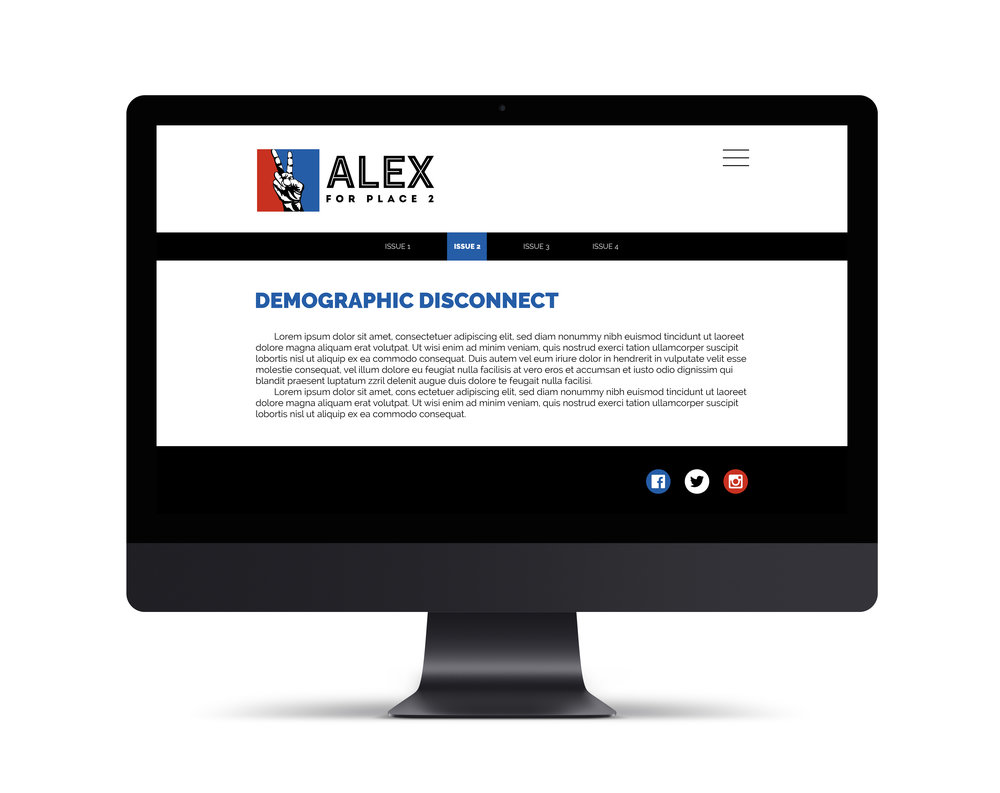 ALEX
FOR PLACE 2
ISSUE 1 ISSUE 2 ISSUE 3 ISSUE 4
DEMOGRAPHIC DISCONNECT
Lorem ipsum dolor sit amet, consectetuer adipiscing elit, sed diam nonummy nibh euismod tincidunt ut laoreet
dolore magna aliquam erat volutpat. Ut wisi enim ad minim veniam, quis nostrud exerci tation ullamcorper suscipit
lobortis nisl ut aliquip ex ea commodo consequat. Duis autem vel eum iriure dolor in hendrerit in vulputate velit esse
molestie consequat, vel illum dolore eu feugiat nulla facilisis at vero eros et accumsan et iusto odio dignissim qui
blandit praesent luptatum zzril delenit augue duis dolore te feugait nulla facilisi.
Lorem ipsum dolor sit amet, cons ectetuer adipiscing elit, sed diam nonummy nibh euismod tincidunt ut laoreet
dolore magna aliquam erat volutpat. Ut wisi enim ad minim veniam, quis nostrud exerci tation ullamcorper suscipit
lobortis nisl ut aliquip ex ea commodo consequat.